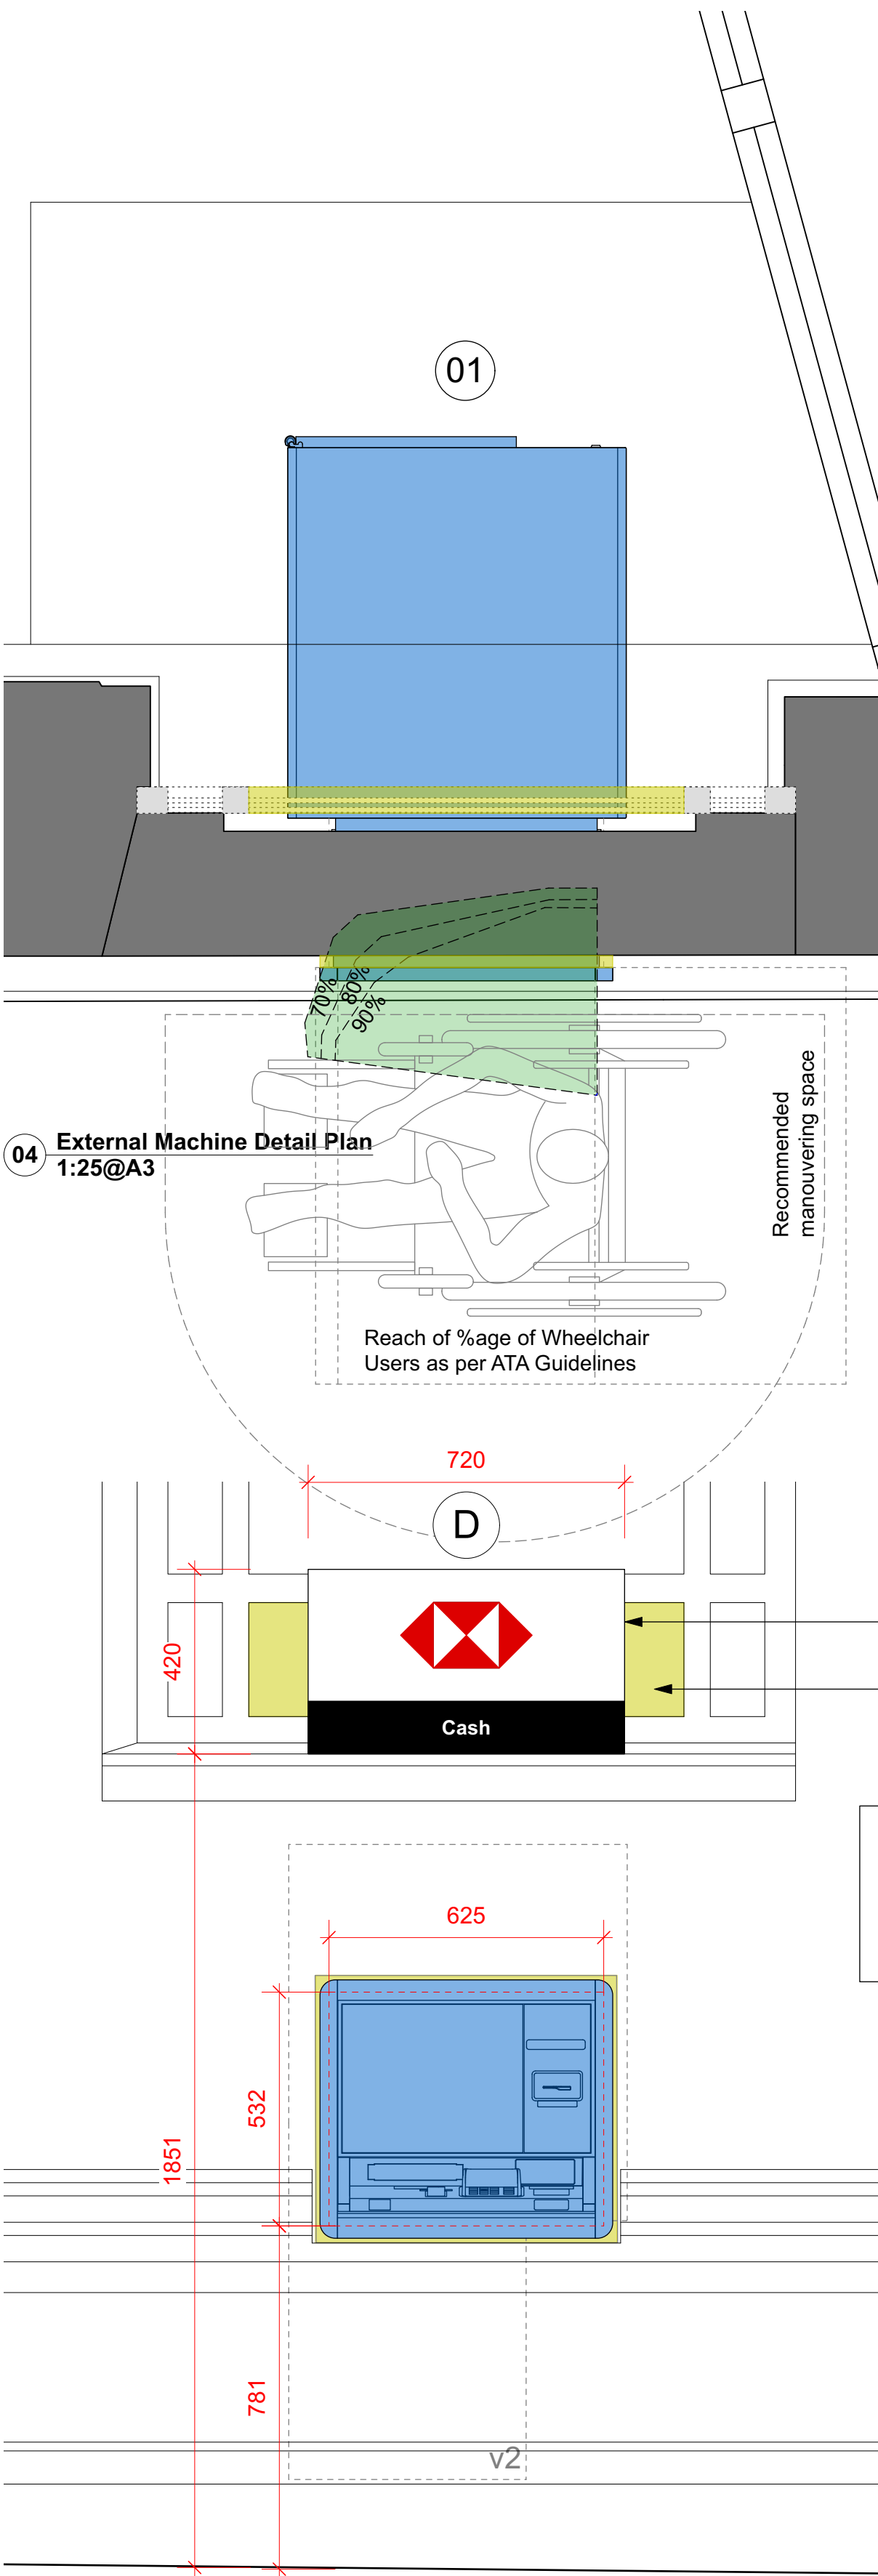 01
70%
80%
90%
Recommended
manouvering space
04
External Machine Detail Plan
1:25@A3
Reach of %age of Wheelchair
Users as per ATA Guidelines
720
D
420
Cash
625
532
1851
781
v2